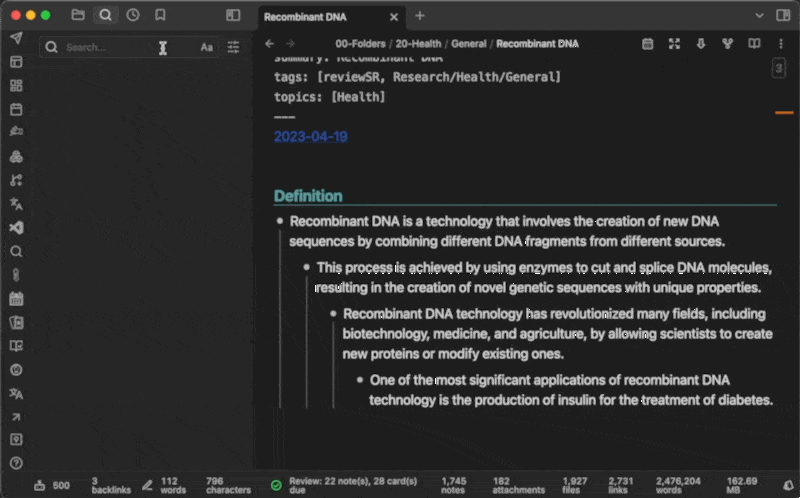 Recombinant DNA
Search...
Aa
00-Folders / 20-Health / General / Recombinant DNA
summary: Recombinant DNA
tags: [reviewSR, Research/Health/General]
topics: [Health]
———
2023-04-19
3
Definition
Recombinant DNA is a technology that involves the creation of new DNA
sequences by combining different DNA fragments from different sources.
This process is achieved by using enzymes to cut and splice DNA molecules,
resulting in the creation of novel genetic sequences with unique properties.
Recombinant DNA technology has revolutionized many fields, including
biotechnology, medicine, and agriculture, by allowing scientists to create
new proteins or modify existing ones.
One of the most significant applications of recombinant DNA
technology is the production of insulin for the treatment of diabetes.
500
3 backlinks
112 words
796 characters
Review: 22 note(s), 28 card(s) due
1,745 notes
182 attachments
1,927 files
2,731 links
2,476,204 words
162.69 MB